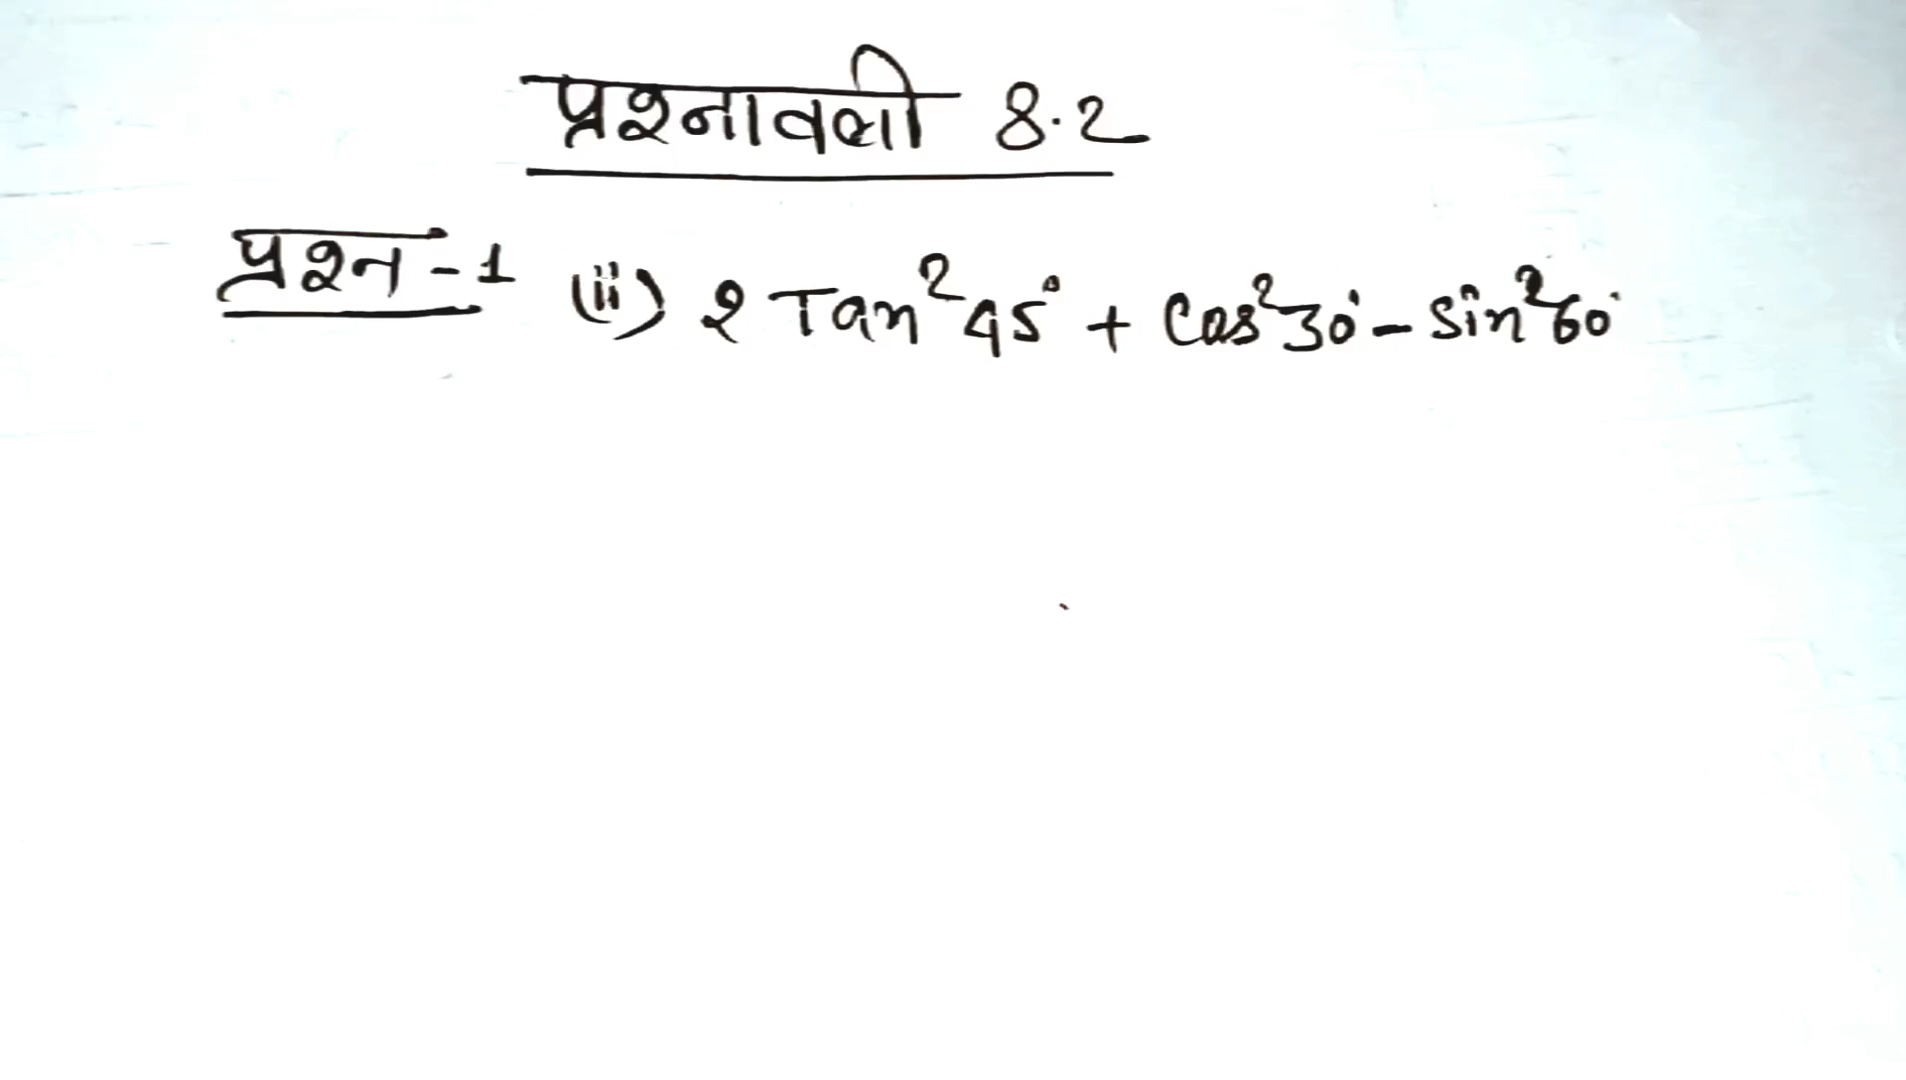 प्रश्नावली 8.2
प्रश्न-1 (ii) 2 Tan²45° + Cos²30° - Sin²60°